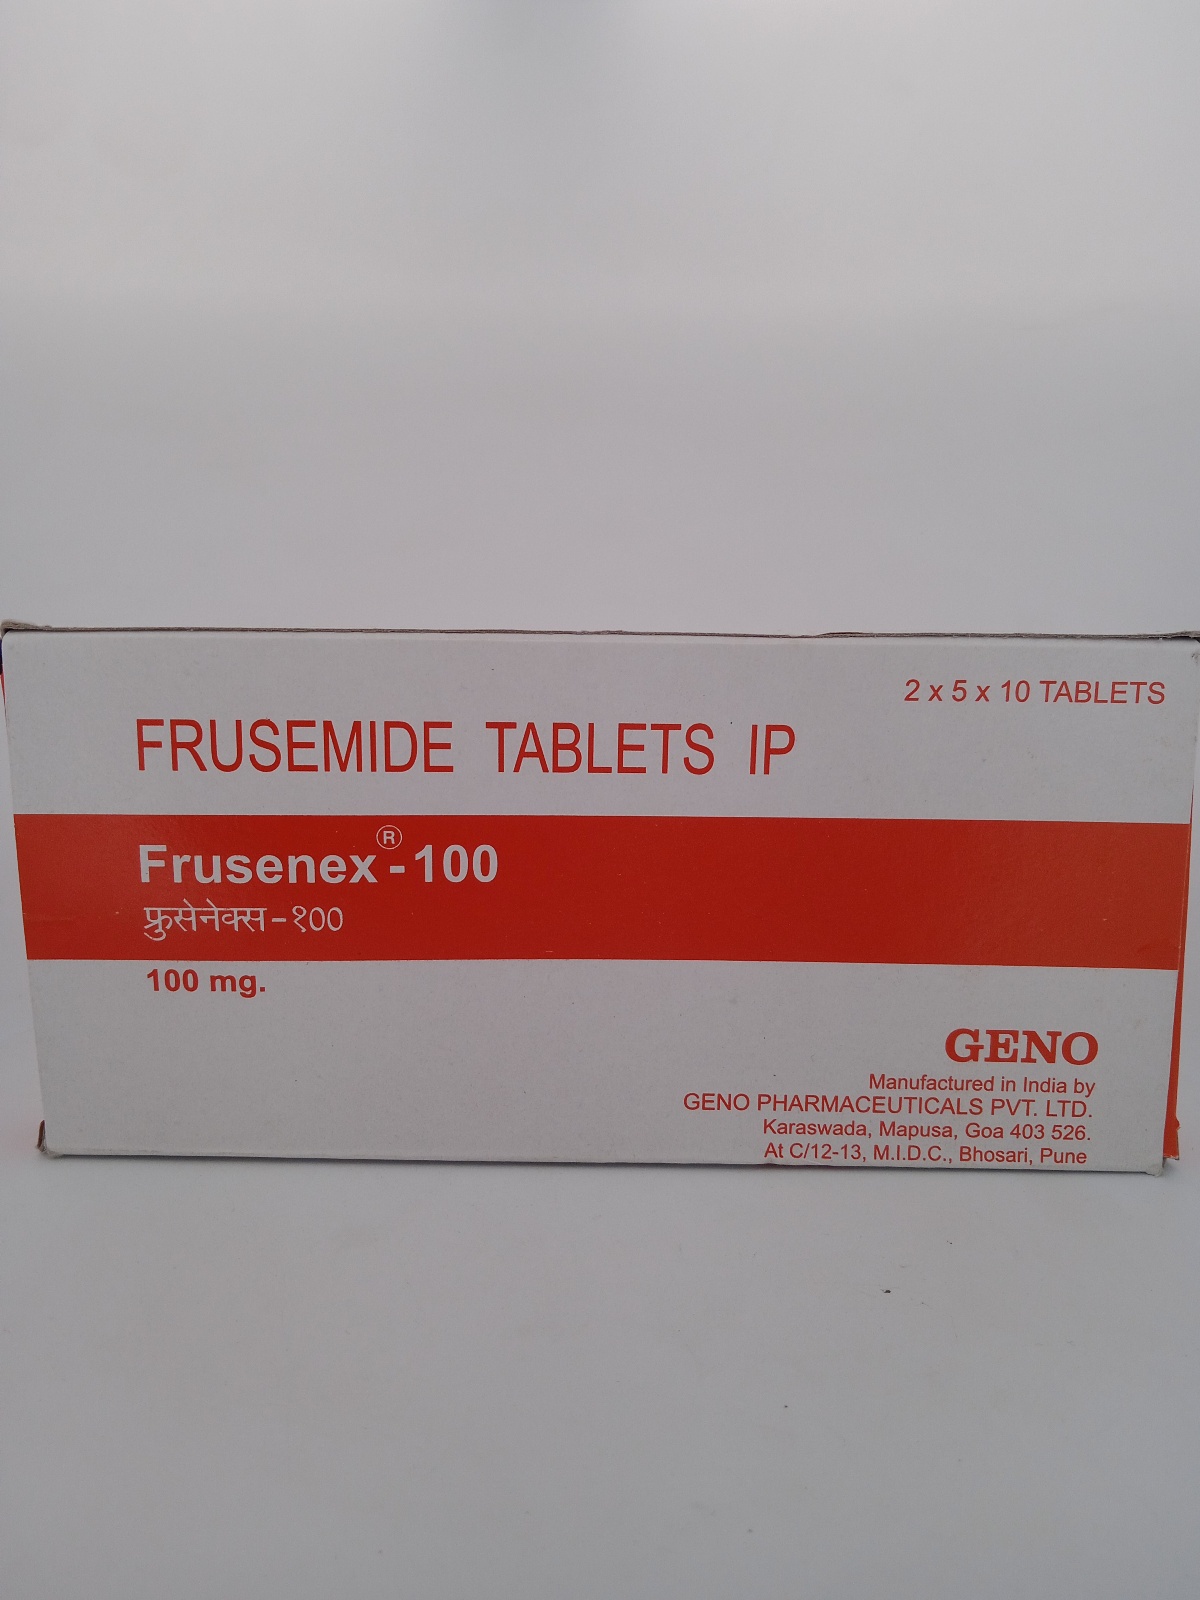 2 x 5 x 10 TABLETS
FRUSEMIDE TABLETS IP
Frusenex®-100
फ्रुसेनेक्स-१००
100 mg.
GENO
Manufactured in India by
GENO PHARMACEUTICALS PVT. LTD.
Karaswada, Mapusa, Goa 403 526.
At C/12-13, M.I.D.C., Bhosari, Pune